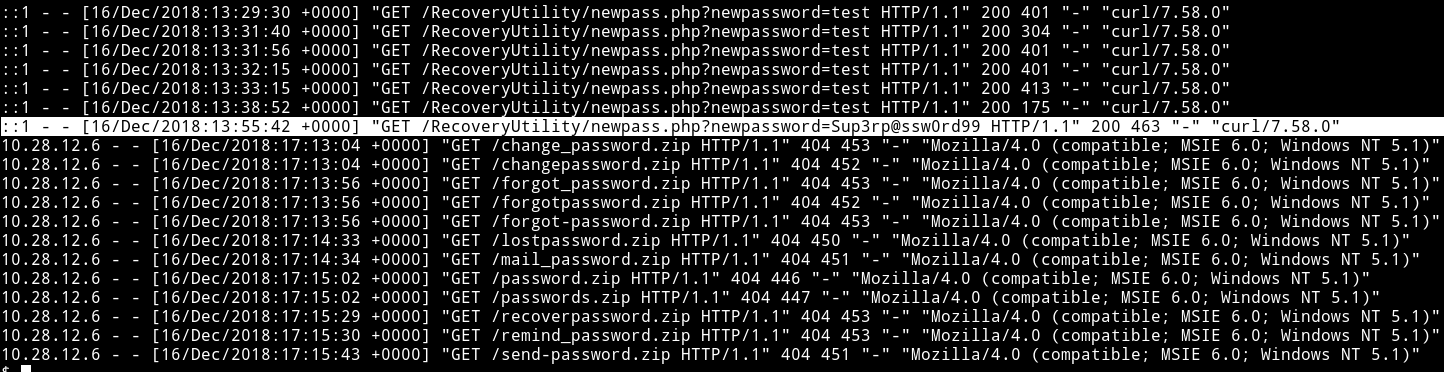 ::1 - - [16/Dec/2018:13:29:30 +0000] "GET /RecoveryUtility/newpass.php?newpassword=test HTTP/1.1" 200 401 "-" "curl/7.58.0"
::1 - - [16/Dec/2018:13:31:40 +0000] "GET /RecoveryUtility/newpass.php?newpassword=test HTTP/1.1" 200 304 "-" "curl/7.58.0"
::1 - - [16/Dec/2018:13:31:56 +0000] "GET /RecoveryUtility/newpass.php?newpassword=test HTTP/1.1" 200 401 "-" "curl/7.58.0"
::1 - - [16/Dec/2018:13:32:15 +0000] "GET /RecoveryUtility/newpass.php?newpassword=test HTTP/1.1" 200 401 "-" "curl/7.58.0"
::1 - - [16/Dec/2018:13:33:15 +0000] "GET /RecoveryUtility/newpass.php?newpassword=test HTTP/1.1" 200 413 "-" "curl/7.58.0"
::1 - - [16/Dec/2018:13:38:52 +0000] "GET /RecoveryUtility/newpass.php?newpassword=test HTTP/1.1" 200 175 "-" "curl/7.58.0"
::1 - - [16/Dec/2018:13:55:42 +0000] "GET /RecoveryUtility/newpass.php?newpassword=Sup3rp@ssw0rd99 HTTP/1.1" 200 463 "-" "curl/7.58.0"
10.28.12.6 - - [16/Dec/2018:17:13:04 +0000] "GET /change_password.zip HTTP/1.1" 404 453 "-" "Mozilla/4.0 (compatible; MSIE 6.0; Windows NT 5.1)"
10.28.12.6 - - [16/Dec/2018:17:13:04 +0000] "GET /changepassword.zip HTTP/1.1" 404 452 "-" "Mozilla/4.0 (compatible; MSIE 6.0; Windows NT 5.1)"
10.28.12.6 - - [16/Dec/2018:17:13:56 +0000] "GET /forgot_password.zip HTTP/1.1" 404 453 "-" "Mozilla/4.0 (compatible; MSIE 6.0; Windows NT 5.1)"
10.28.12.6 - - [16/Dec/2018:17:13:56 +0000] "GET /forgotpassword.zip HTTP/1.1" 404 452 "-" "Mozilla/4.0 (compatible; MSIE 6.0; Windows NT 5.1)"
10.28.12.6 - - [16/Dec/2018:17:13:56 +0000] "GET /forgot-password.zip HTTP/1.1" 404 453 "-" "Mozilla/4.0 (compatible; MSIE 6.0; Windows NT 5.1)"
10.28.12.6 - - [16/Dec/2018:17:14:33 +0000] "GET /lostpassword.zip HTTP/1.1" 404 450 "-" "Mozilla/4.0 (compatible; MSIE 6.0; Windows NT 5.1)"
10.28.12.6 - - [16/Dec/2018:17:14:34 +0000] "GET /mail_password.zip HTTP/1.1" 404 451 "-" "Mozilla/4.0 (compatible; MSIE 6.0; Windows NT 5.1)"
10.28.12.6 - - [16/Dec/2018:17:15:02 +0000] "GET /password.zip HTTP/1.1" 404 446 "-" "Mozilla/4.0 (compatible; MSIE 6.0; Windows NT 5.1)"
10.28.12.6 - - [16/Dec/2018:17:15:02 +0000] "GET /passwords.zip HTTP/1.1" 404 447 "-" "Mozilla/4.0 (compatible; MSIE 6.0; Windows NT 5.1)"
10.28.12.6 - - [16/Dec/2018:17:15:29 +0000] "GET /recoverpassword.zip HTTP/1.1" 404 453 "-" "Mozilla/4.0 (compatible; MSIE 6.0; Windows NT 5.1)"
10.28.12.6 - - [16/Dec/2018:17:15:30 +0000] "GET /remind_password.zip HTTP/1.1" 404 453 "-" "Mozilla/4.0 (compatible; MSIE 6.0; Windows NT 5.1)"
10.28.12.6 - - [16/Dec/2018:17:15:43 +0000] "GET /send-password.zip HTTP/1.1" 404 451 "-" "Mozilla/4.0 (compatible; MSIE 6.0; Windows NT 5.1)"
$